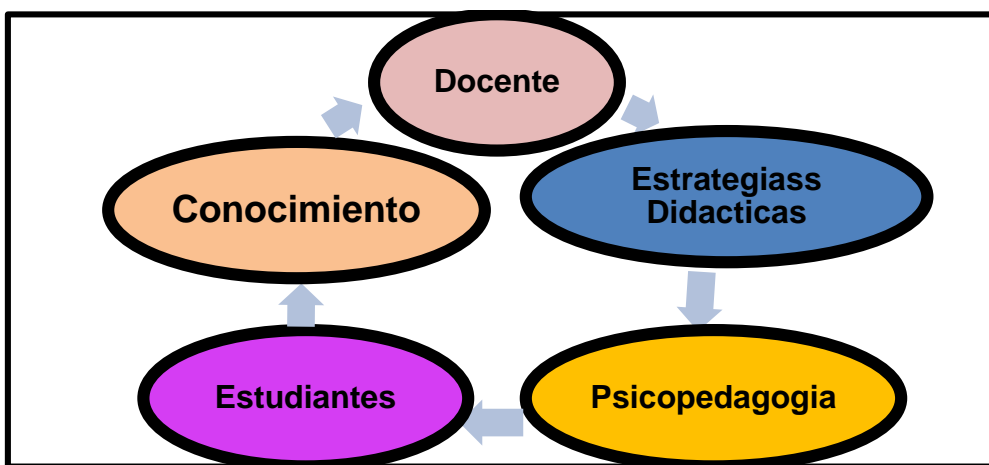 Docente
Estrategiass
Didacticas
Psicopedagogia
Estudiantes
Conocimiento